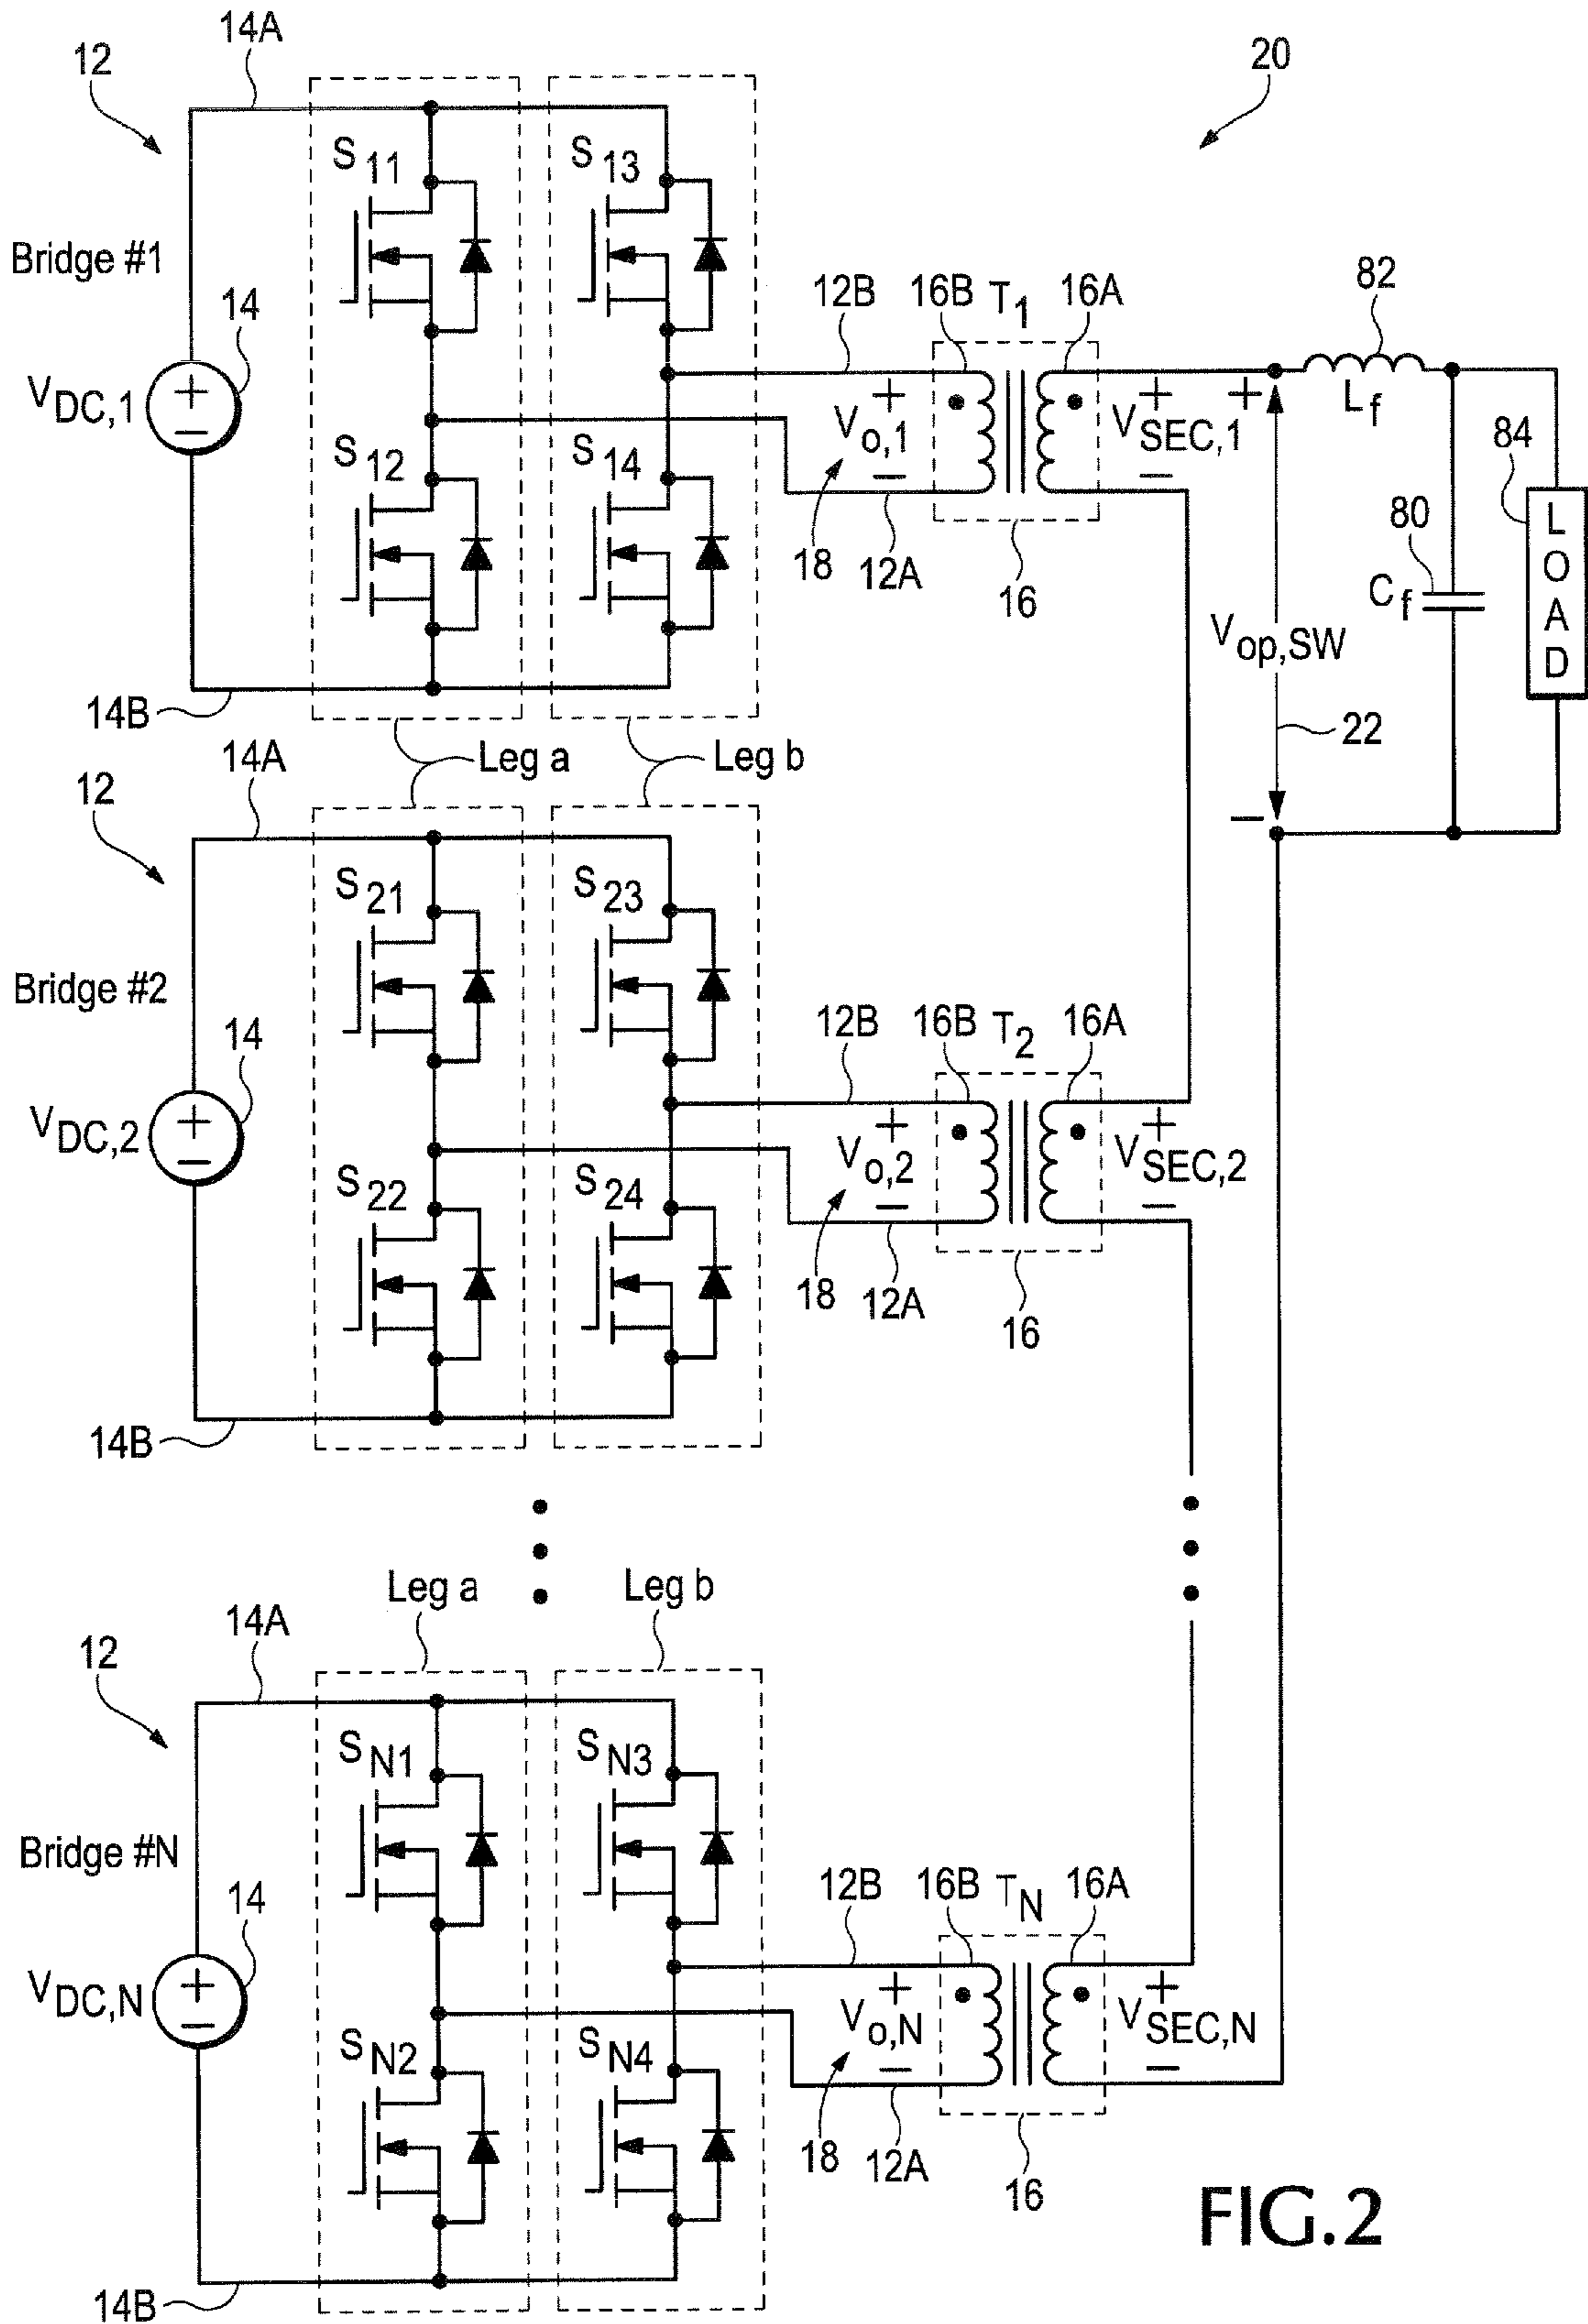 14A
12
20
S11
S13
Bridge #1
14
82
12B
16B
T1
16A
VDC,1
+
−
Vo,1
+
−
+
VSEC,1
−
+
Lf
84
S12
S14
80
LOAD
18
12A
16
Cf
Vop,SW
14B
22
Leg a
Leg b
14A
12
−
S21
S23
Bridge #2
14
12B
16B
T2
16A
VDC,2
+
−
Vo,2
+
−
+
VSEC,2
−
S22
S24
18
12A
16
14B
Leg a
Leg b
14A
12
SN1
SN3
Bridge #N
14
12B
16B
TN
16A
VDC,N
+
−
Vo,N
+
−
+
VSEC,N
−
SN2
SN4
18
12A
16
14B
FIG.2